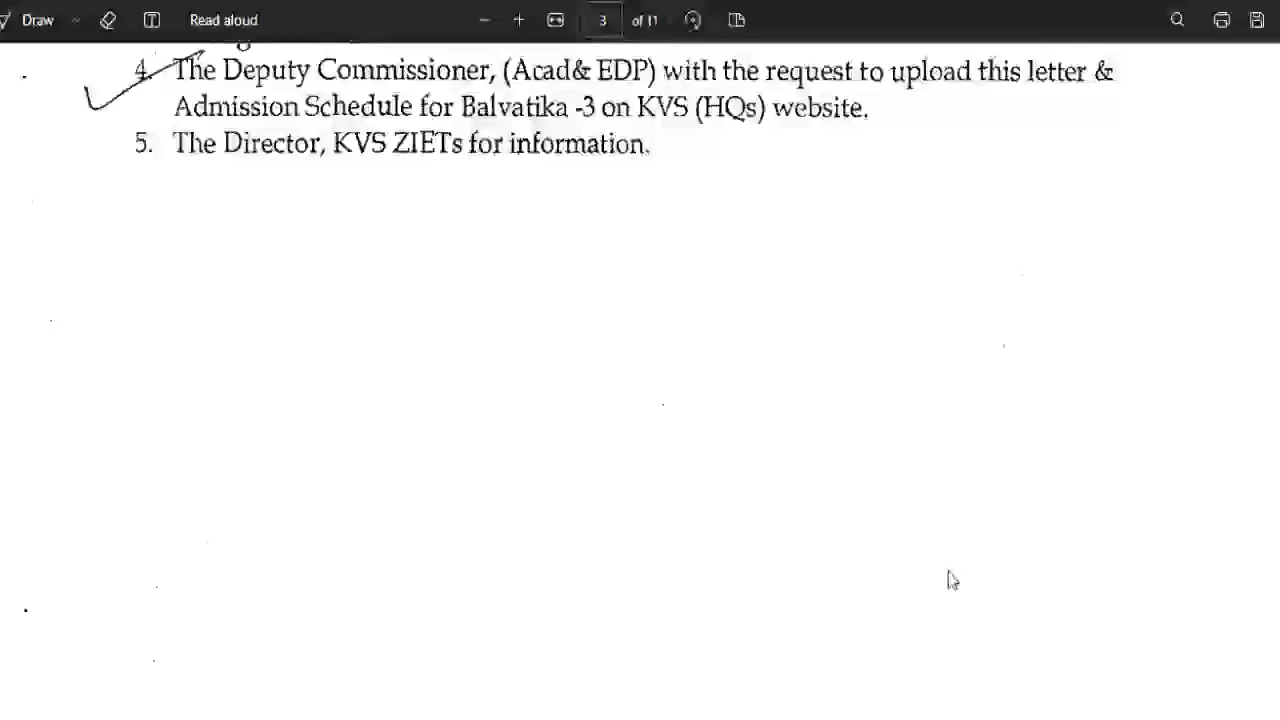 Draw
Read aloud
3
of 11
4. The Deputy Commissioner, (Acad& EDP) with the request to upload this letter &
Admission Schedule for Balvatika -3 on KVS (HQs) website.
5. The Director, KVS ZIETs for information.